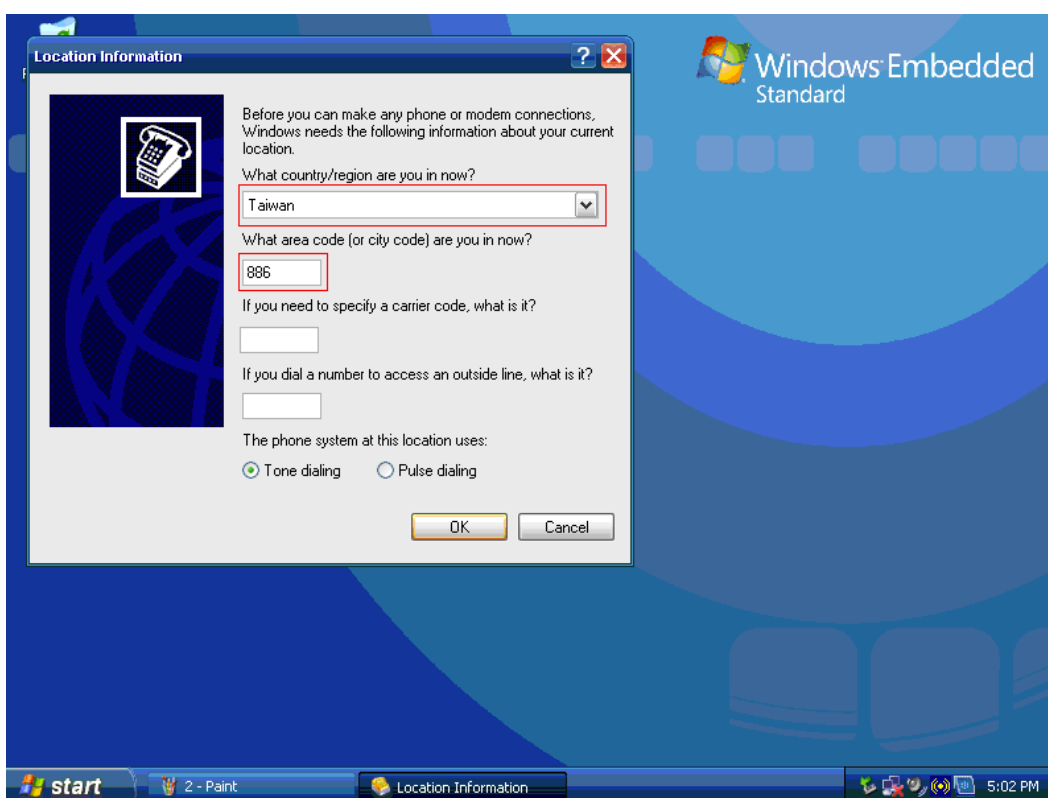 Location Information
Windows Embedded
Standard
Before you can make any phone or modem connections,
Windows needs the following information about your current
location.
What country/region are you in now?
Taiwan
What area code (or city code) are you in now?
886
If you need to specify a carrier code, what is it?
If you dial a number to access an outside line, what is it?
The phone system at this location uses:
Tone dialing Pulse dialing
OK Cancel
start 2 - Paint Location Information 5:02 PM